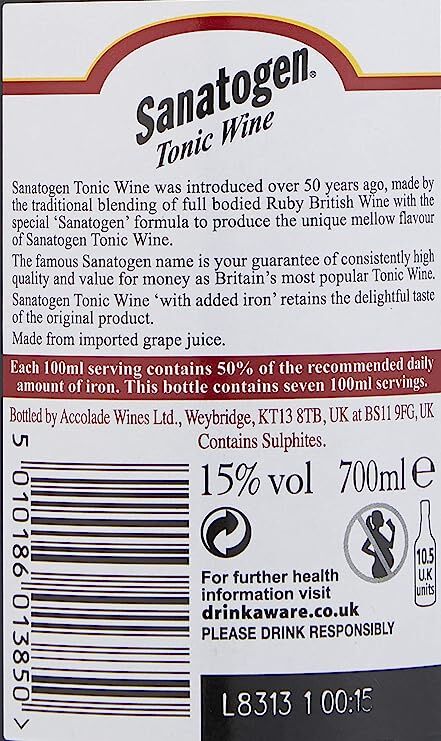 Sanatogen®
Tonic Wine
Sanatogen Tonic Wine was introduced over 50 years ago, made by
the traditional blending of full bodied Ruby British Wine with the
special ‘Sanatogen’ formula to produce the unique mellow flavour
of Sanatogen Tonic Wine.
The famous Sanatogen name is your guarantee of consistently high
quality and value for money as Britain’s most popular Tonic Wine.
Sanatogen Tonic Wine ‘with added iron’ retains the delightful taste
of the original product.
Made from imported grape juice.
Each 100ml serving contains 50% of the recommended daily
amount of iron. This bottle contains seven 100ml servings.
Bottled by Accolade Wines Ltd., Weybridge, KT13 8TB, UK at BS11 9FG, UK
Contains Sulphites.
15% vol 700ml e
10.5
U.K
units
For further health
information visit
drinkaware.co.uk
PLEASE DRINK RESPONSIBLY
5 010186 013850 >
L8313 1 00:15